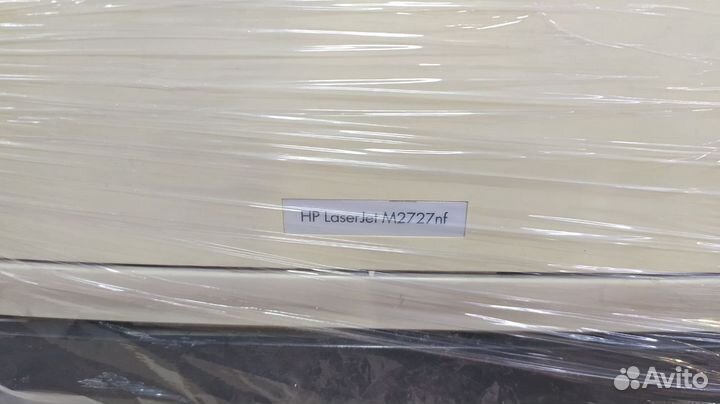 HP LaserJet M2727nf
Avito